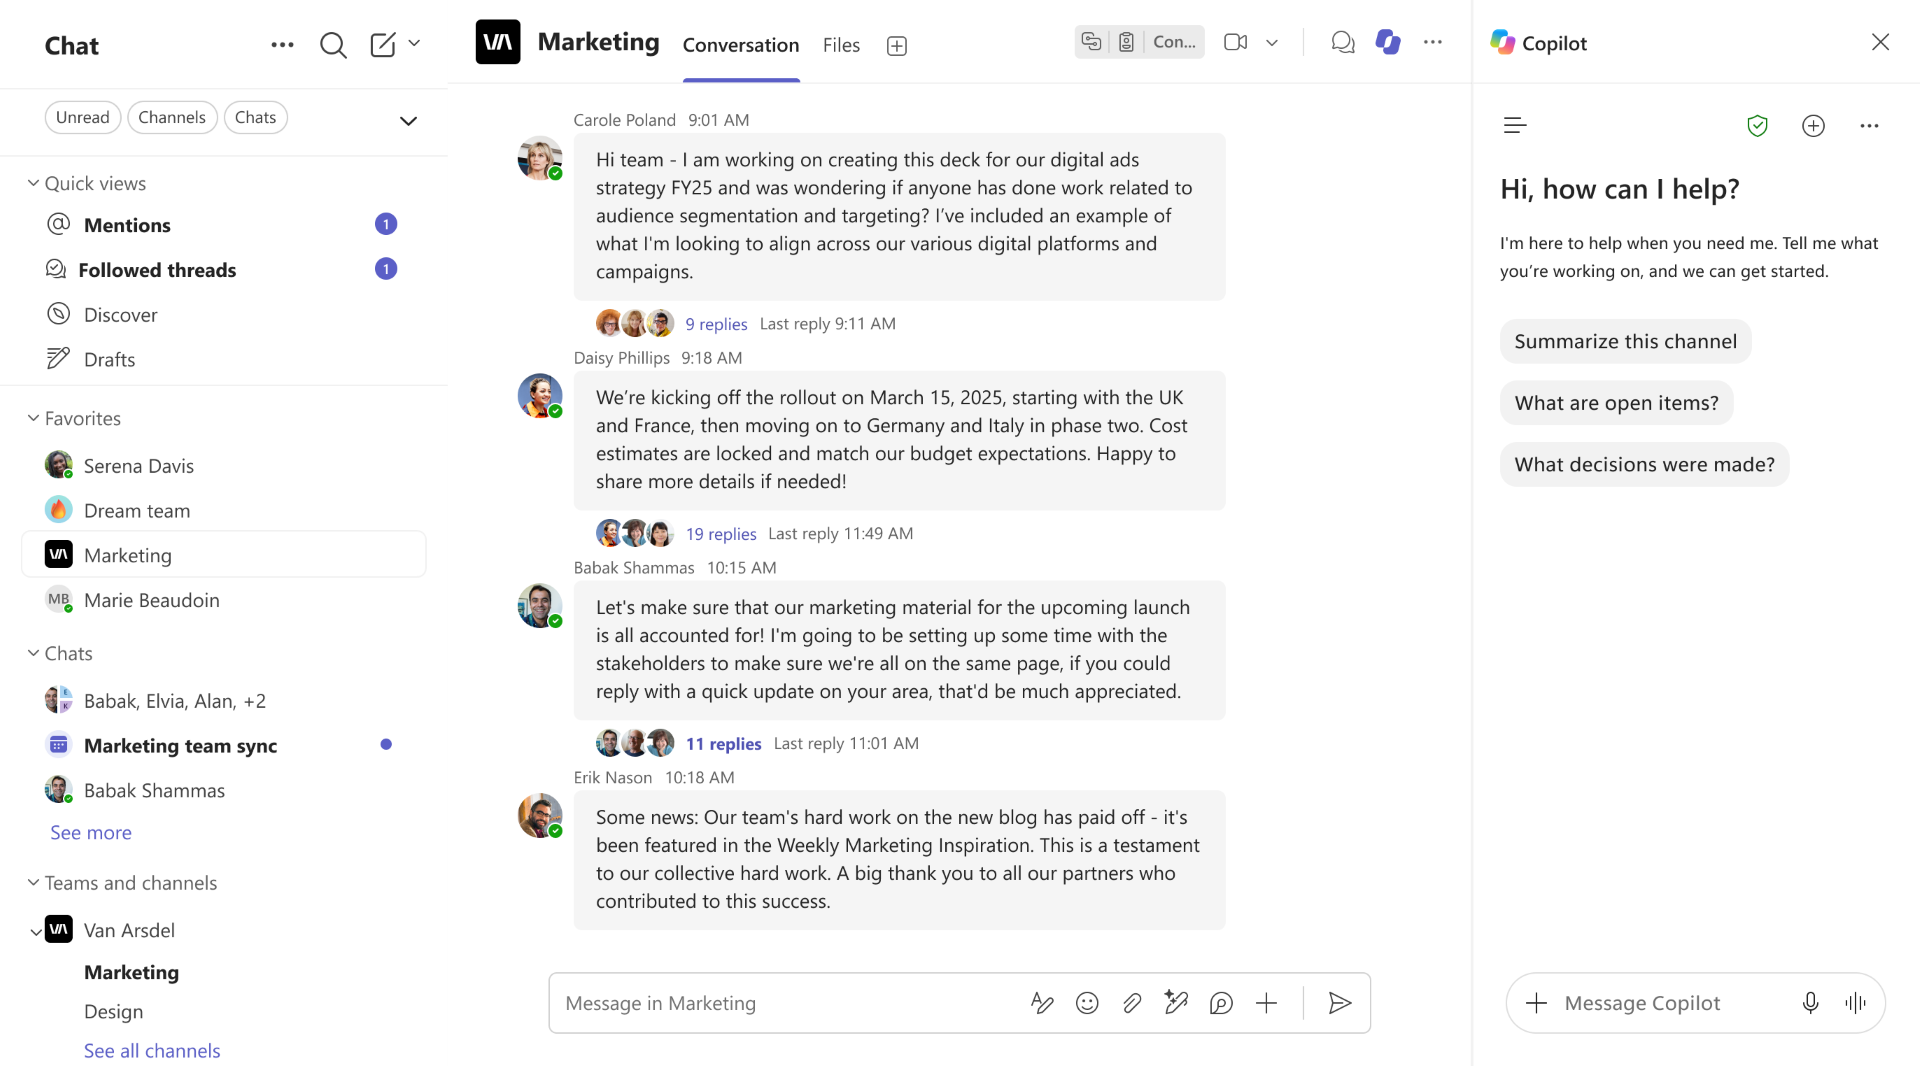 Chat
Unread
Channels
Chats
Quick views
Mentions
1
Followed threads
1
Discover
Drafts
Favorites
Serena Davis
Dream team
Marketing
MB
Marie Beaudoin
Chats
E
K
Babak, Elvia, Alan, +2
Marketing team sync
Babak Shammas
See more
Teams and channels
Van Arsdel
Marketing
Design
See all channels
Marketing
Conversation
Files
Con...
Carole Poland 9:01 AM
Hi team - I am working on creating this deck for our digital ads
strategy FY25 and was wondering if anyone has done work related to
audience segmentation and targeting? I’ve included an example of
what I'm looking to align across our various digital platforms and
campaigns.
9 replies Last reply 9:11 AM
Daisy Phillips 9:18 AM
We’re kicking off the rollout on March 15, 2025, starting with the UK
and France, then moving on to Germany and Italy in phase two. Cost
estimates are locked and match our budget expectations. Happy to
share more details if needed!
19 replies Last reply 11:49 AM
Babak Shammas 10:15 AM
Let's make sure that our marketing material for the upcoming launch
is all accounted for! I'm going to be setting up some time with the
stakeholders to make sure we're all on the same page, if you could
reply with a quick update on your area, that'd be much appreciated.
11 replies Last reply 11:01 AM
Erik Nason 10:18 AM
Some news: Our team's hard work on the new blog has paid off - it's
been featured in the Weekly Marketing Inspiration. This is a testament
to our collective hard work. A big thank you to all our partners who
contributed to this success.
Message in Marketing
Copilot
Hi, how can I help?
I'm here to help when you need me. Tell me what
you’re working on, and we can get started.
Summarize this channel
What are open items?
What decisions were made?
Message Copilot